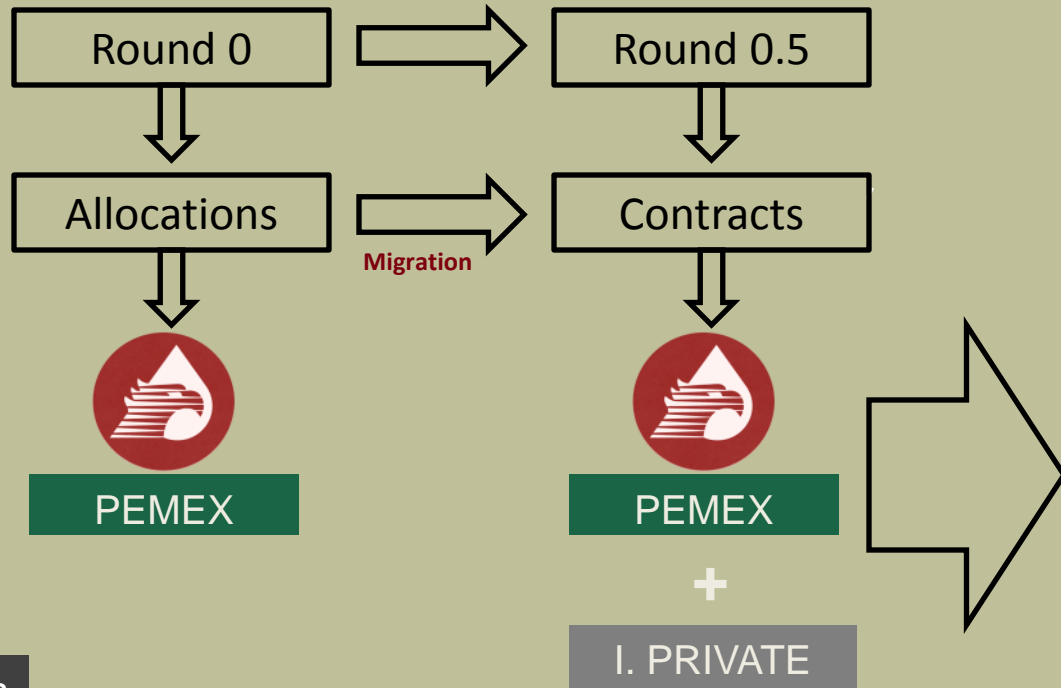 Round 0
Round 0.5
Allocations
Contracts
Migration
PEMEX
PEMEX
+
I. PRIVATE